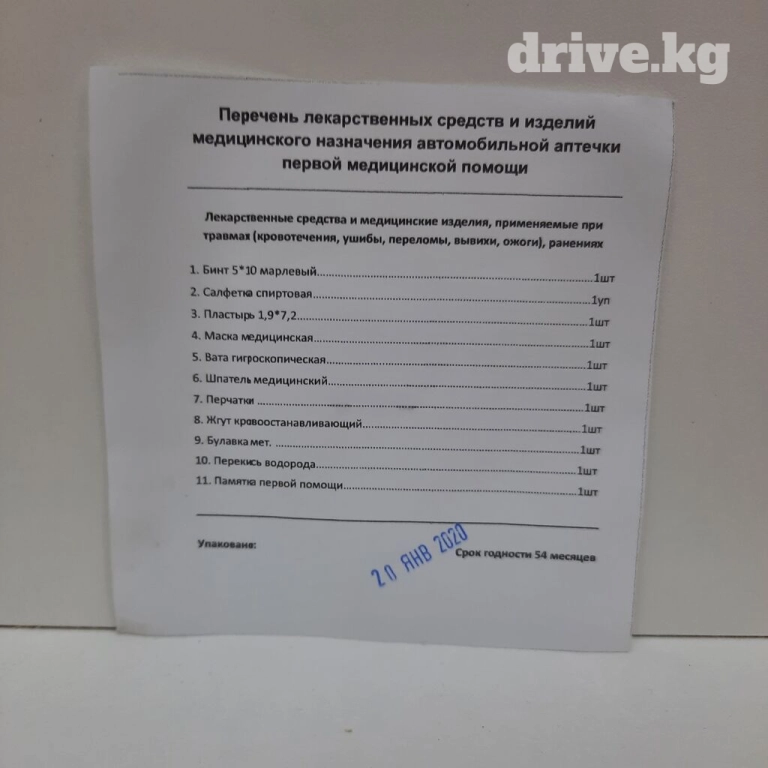 drive.kg
Перечень лекарственных средств и изделий
медицинского назначения автомобильной аптечки
первой медицинской помощи
Лекарственные средства и медицинские изделия, применяемые при
травмах (кровотечения, ушибы, переломы, вывихи, ожоги), ранениях
1. Бинт 5*10 марлевый....................1шт
2. Салфетка спиртовая....................1уп
3. Пластырь 1,9*7,2....................1шт
4. Маска медицинская....................1шт
5. Вата гигроскопическая....................1шт
6. Шпатель медицинский....................1шт
7. Перчатки ....................1шт
8. Жгут кровоостанавливающий....................1шт
9. Булавка мет. ....................1шт
10. Перекись водорода....................1шт
11. Памятка первой помощи....................1шт
Упаковане: 20 ЯНВ 2020 Срок годности 54 месяцев